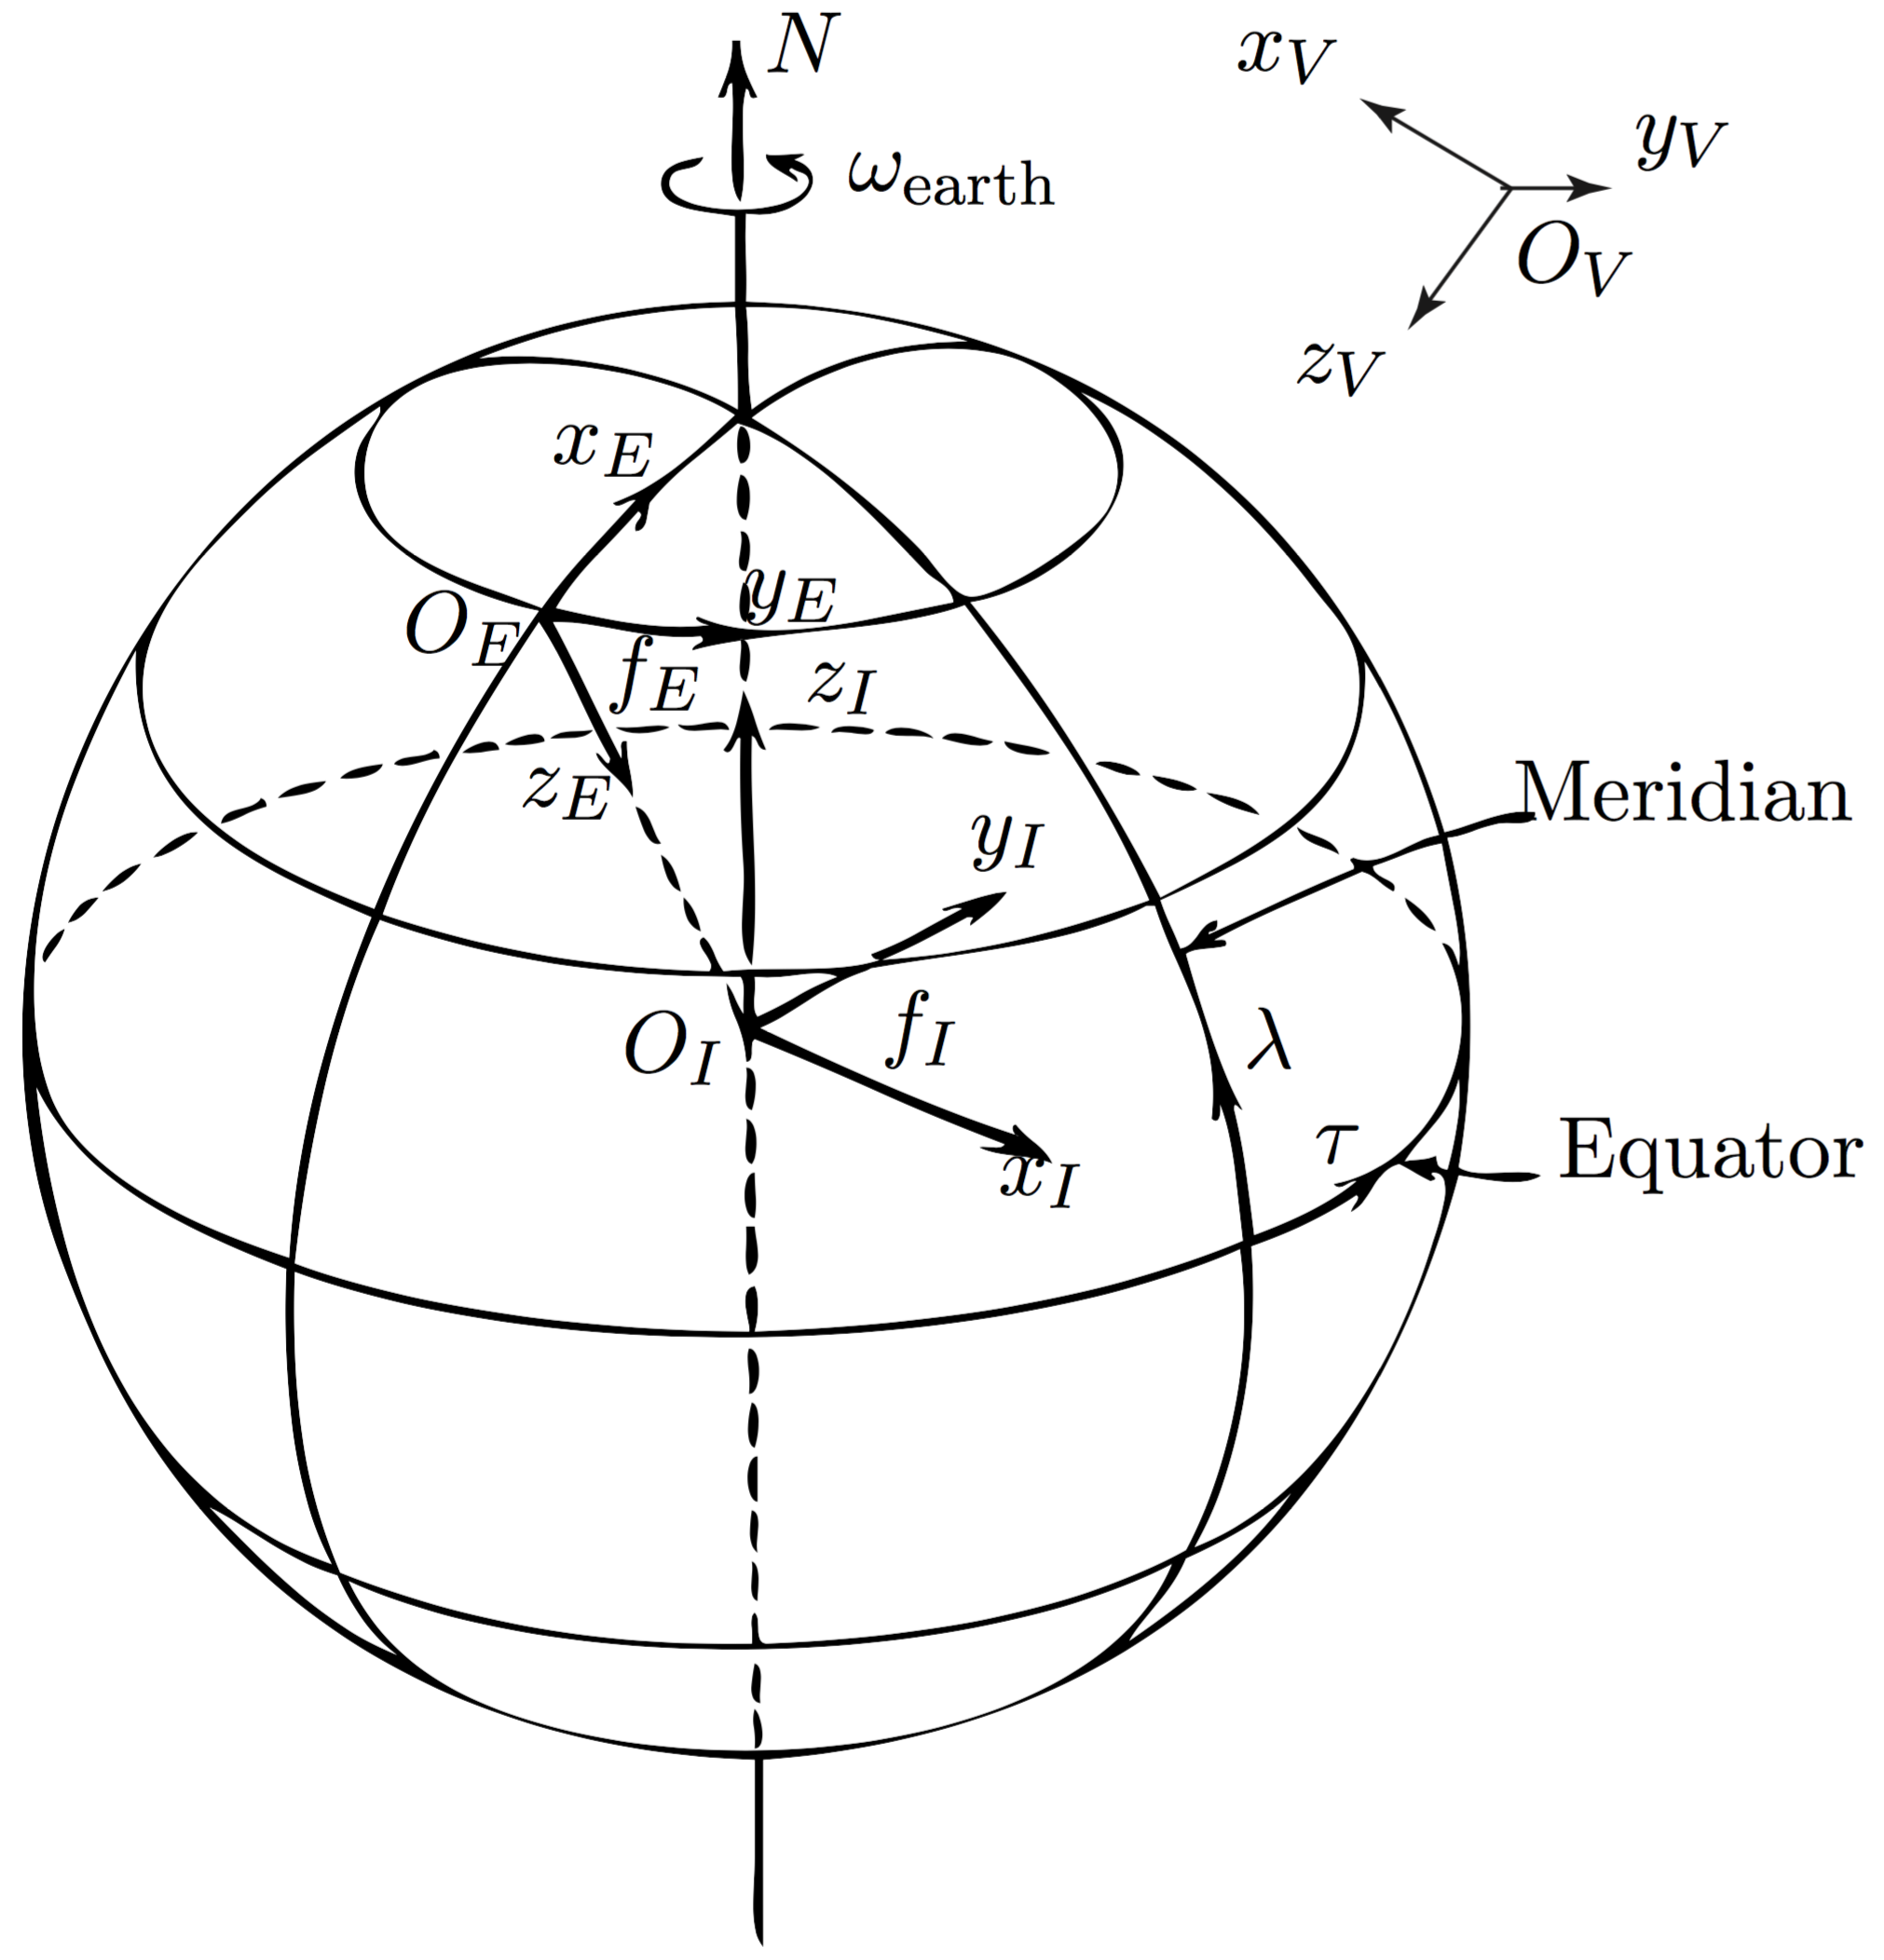 N
x_V
y_V
ω_earth
O_V
z_V
x_E
y_E
O_E
f_E
z_I
z_E
Meridian
y_I
O_I
f_I
λ
τ
Equator
x_I